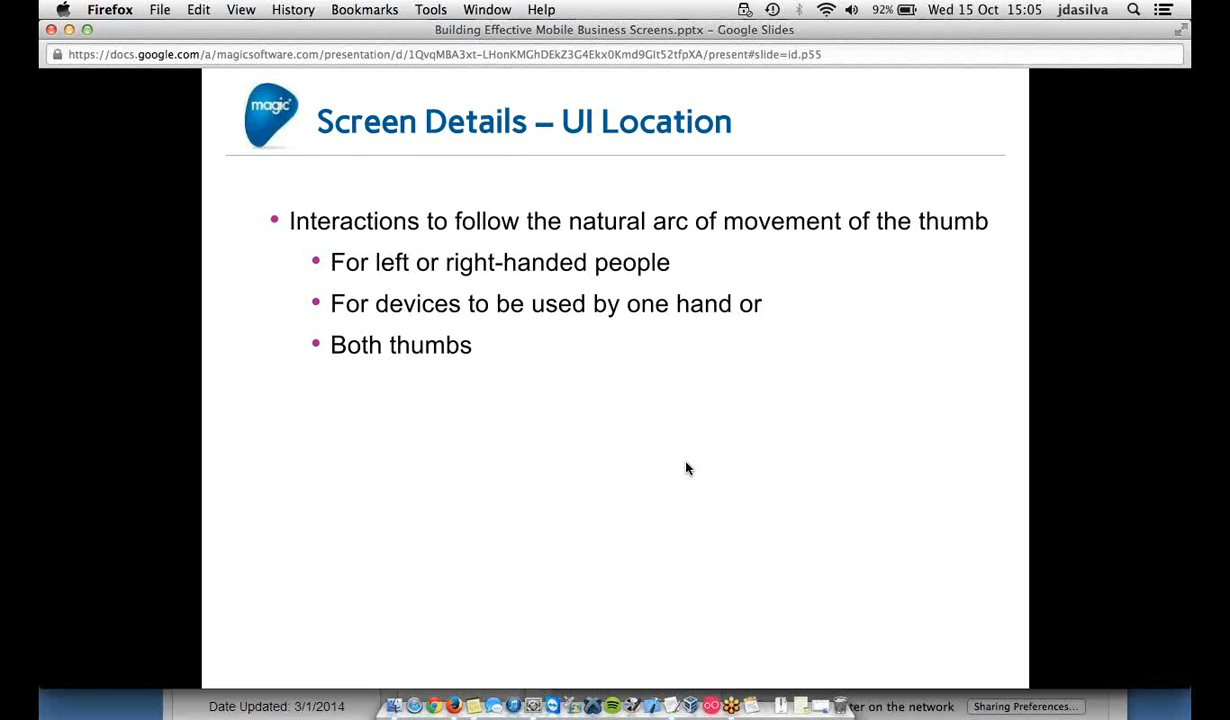 Firefox File Edit View History Bookmarks Tools Window Help 92% Wed 15 Oct 15:05 jdasilva
Building Effective Mobile Business Screens.pptx – Google Slides
https://docs.google.com/a/magicsoftware.com/presentation/d/1QvqMBA3xt-LHonKMGhDEkZ3G4Ekx0Kmd9Glt52tfpXA/present#slide=id.p55
magic
Screen Details – UI Location
• Interactions to follow the natural arc of movement of the thumb
• For left or right-handed people
• For devices to be used by one hand or
• Both thumbs
Date Updated: 3/1/2014 ter on the network Sharing Preferences...